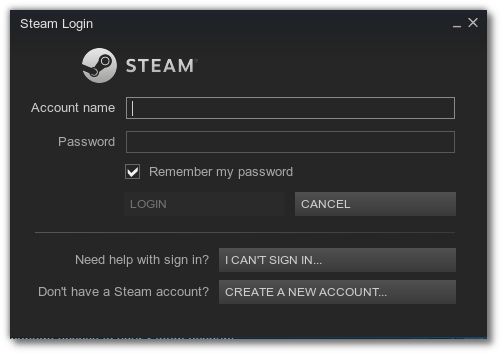 Steam Login
STEAM
Account name
Password
Remember my password
LOGIN
CANCEL
Need help with sign in?
I CAN'T SIGN IN...
Don't have a Steam account?
CREATE A NEW ACCOUNT...